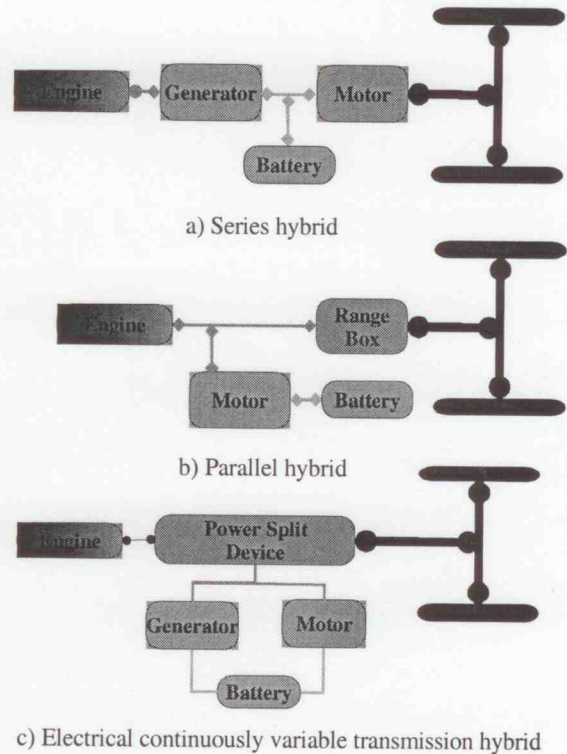 Engine Generator Motor
Battery
a) Series hybrid
Engine Range
Box
Motor Battery
b) Parallel hybrid
Engine Power Split
Device
Generator Motor
Battery
c) Electrical continuously variable transmission hybrid